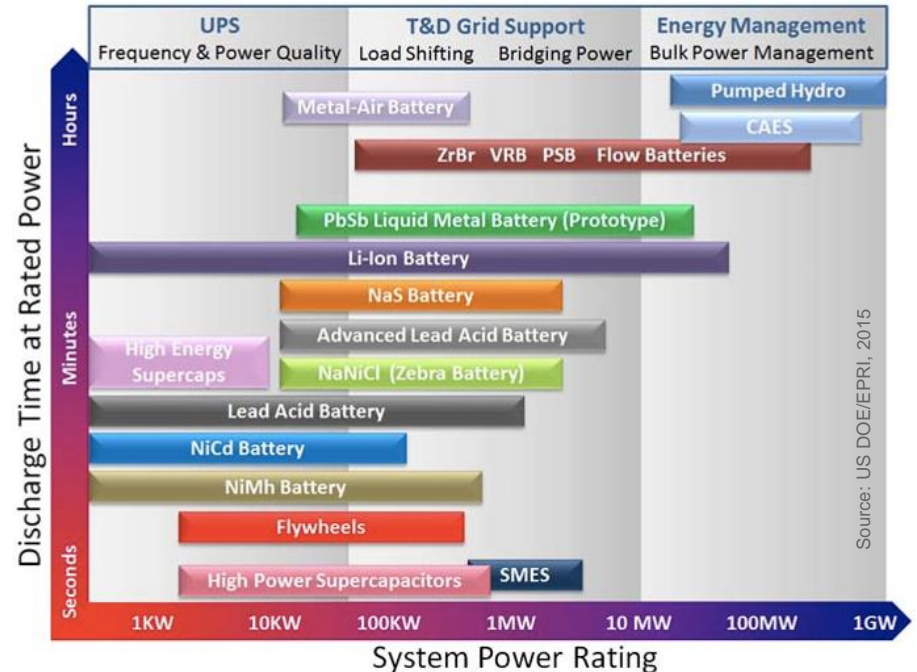 UPS
T&D Grid Support
Energy Management
Frequency & Power Quality
Load Shifting
Bridging Power
Bulk Power Management
Pumped Hydro
Metal-Air Battery
CAES
ZrBr VRB PSB Flow Batteries
PbSb Liquid Metal Battery (Prototype)
Li-Ion Battery
NaS Battery
Advanced Lead Acid Battery
High Energy
Supercaps
NaNiCl (Zebra Battery)
Lead Acid Battery
NiCd Battery
NiMh Battery
Flywheels
High Power Supercapacitors
SMES
Discharge Time at Rated Power
Hours
Minutes
Seconds
1KW
10KW
100KW
1MW
10 MW
100MW
1GW
System Power Rating
Source: US DOE/EPRI, 2015